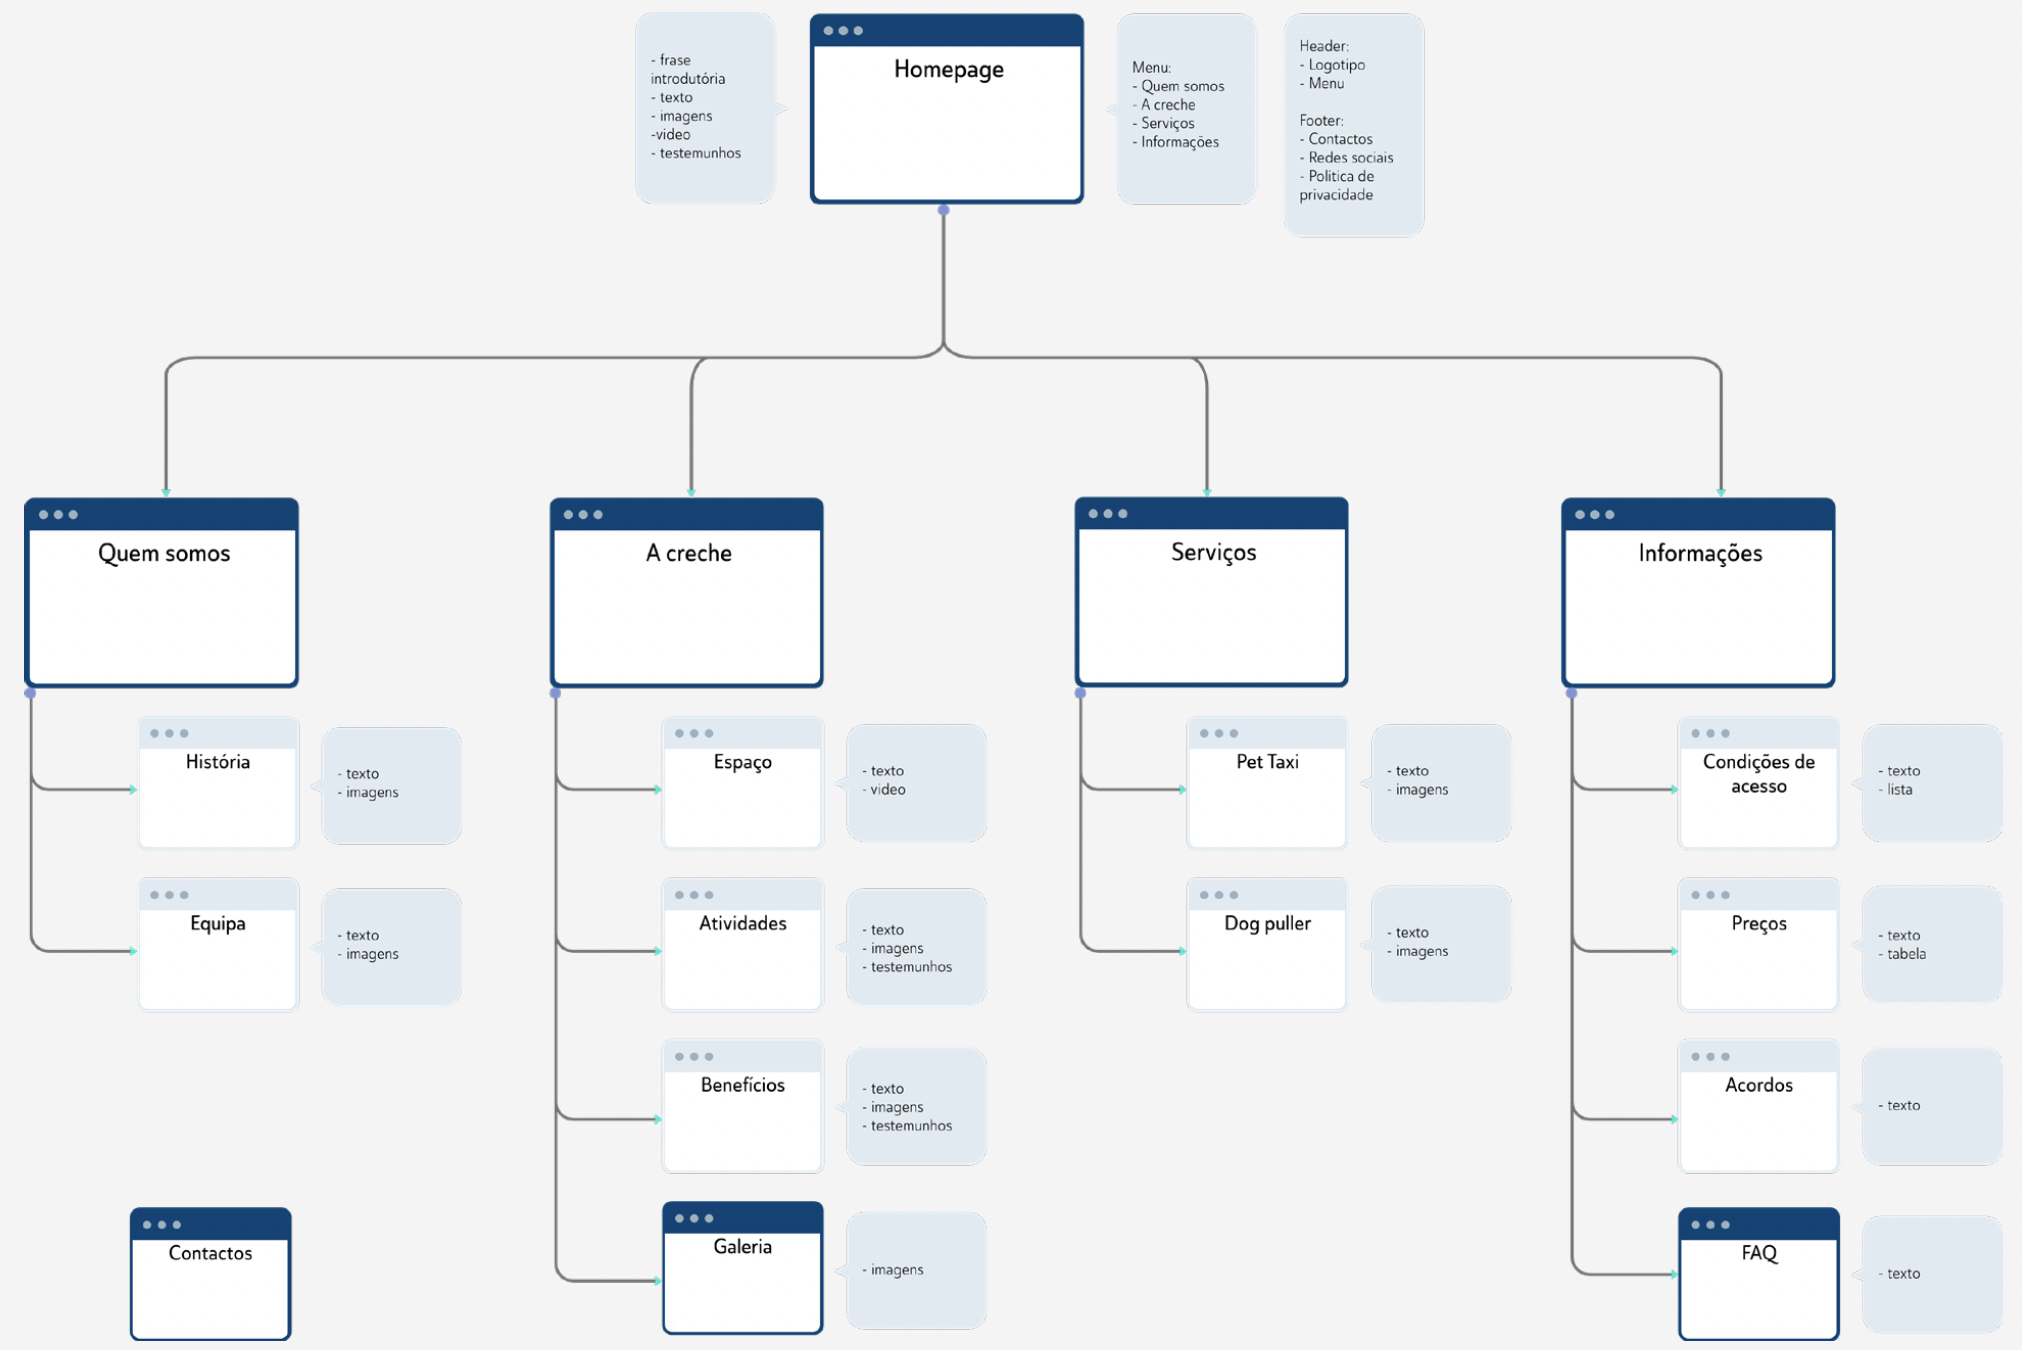 - frase
introdutória
- texto
- imagens
-video
- testemunhos
Homepage
Menu:
- Quem somos
- A creche
- Serviços
- Informações
Header:
- Logotipo
- Menu
Footer:
- Contactos
- Redes sociais
- Politica de
privacidade
Quem somos
A creche
Serviços
Informações
História
- texto
- imagens
Equipa
- texto
- imagens
Contactos
Espaço
- texto
- video
Atividades
- texto
- imagens
- testemunhos
Benefícios
- texto
- imagens
- testemunhos
Galeria
- imagens
Pet Taxi
- texto
- imagens
Dog puller
- texto
- imagens
Condições de
acesso
- texto
- lista
Preços
- texto
- tabela
Acordos
- texto
FAQ
- texto